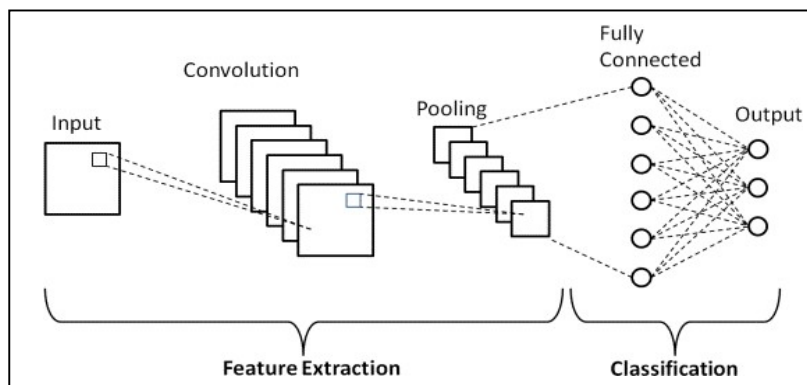 Fully
Connected
Convolution
Pooling
Input
Output
Feature Extraction
Classification